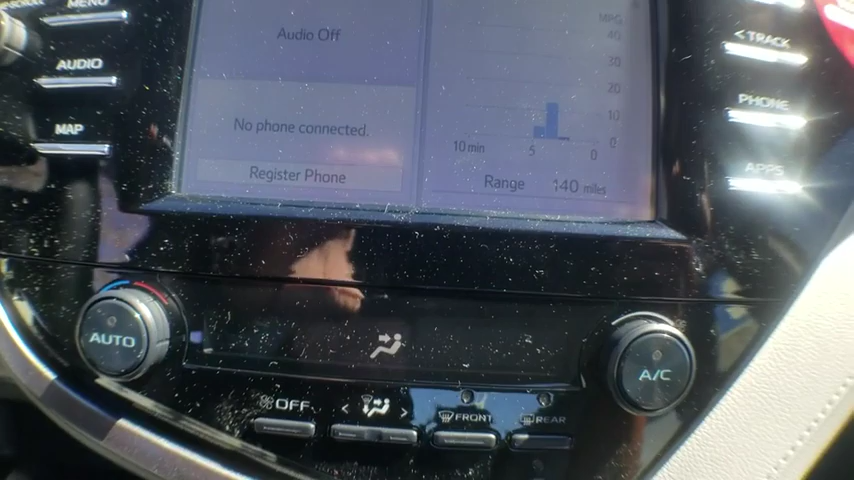 MENU
AUDIO
MAP
Audio Off
No phone connected.
Register Phone
MPG
40
30
20
10
0
10 min
5
0
Range 140 miles
< TRACK
PHONE
APPS
AUTO
A/C
OFF
< >
FRONT
REAR